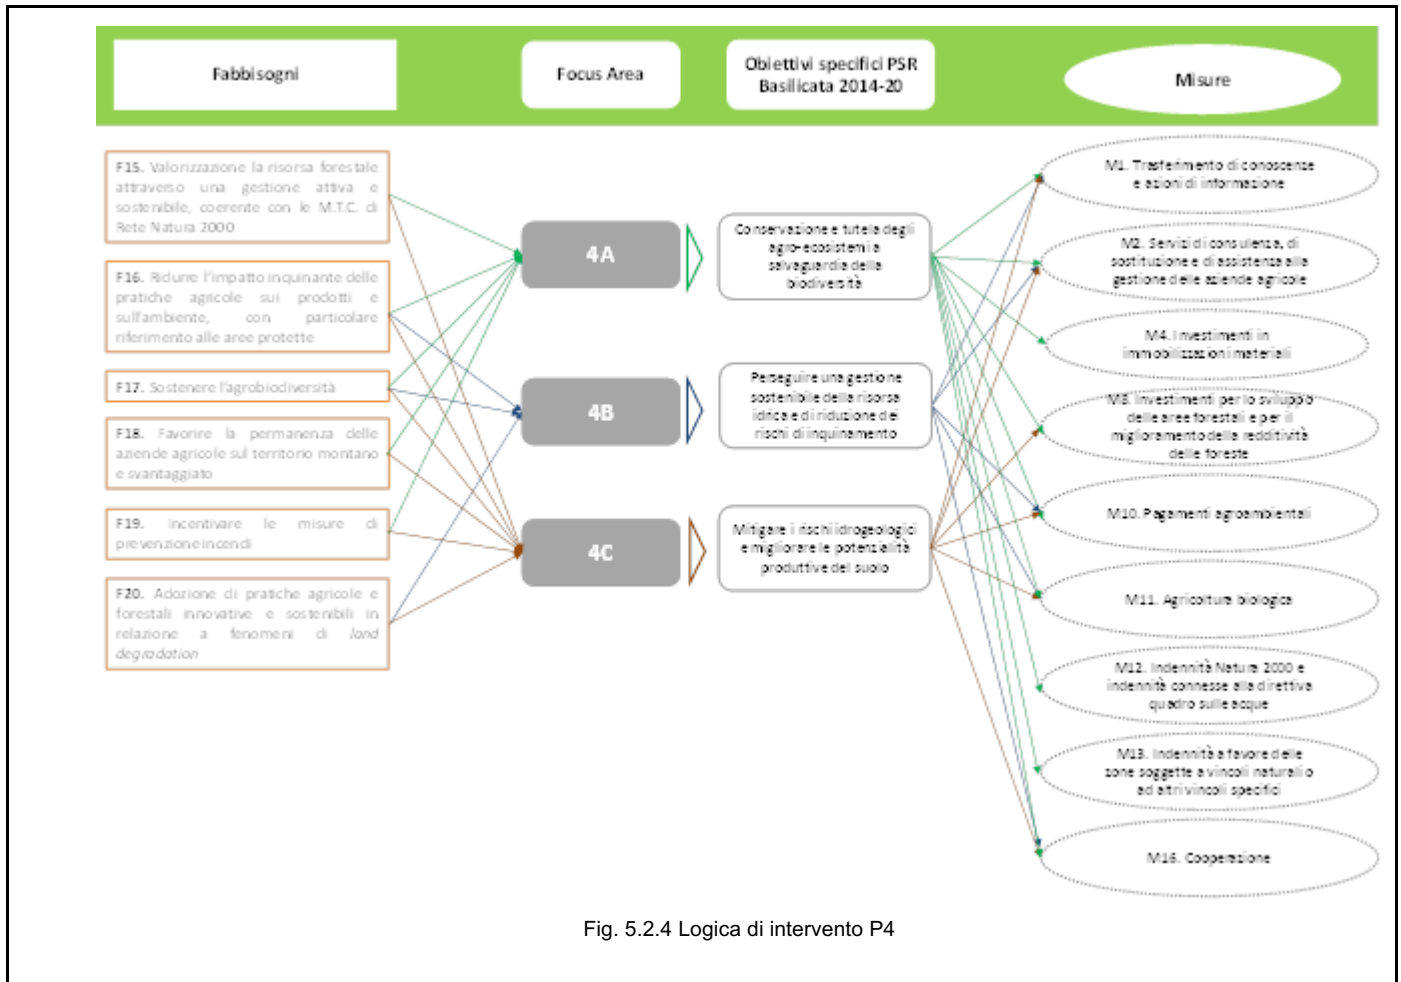 Fabbisogni
Focus Area
Obiettivi specifici PSR
Basilicata 2014-20
Misure
F15. Valorizzazione la risorsa forestale
attraverso una gestione attiva e
sostenibile, coerente con le M.T.C. di
Rete Natura 2000
F16. Ridurre l'impatto inquinante delle
pratiche agricole sui prodotti e
sull'ambiente, con particolare
riferimento alle aree protette
F17. Sostenere l'agrobiodiversità
F18. Favorire la permanenza delle
aziende agricole sul territorio montano
e svantaggiato
F19. Incentivare le misure di
prevenzione incendi
F20. Adozione di pratiche agricole e
forestali innovative e sostenibili in
relazione a fenomeni di land
degradation
4A
4B
4C
Conservazione e tutela degli
agro-ecosistemi a
salvaguardia della
biodiversità
Perseguire una gestione
sostenibile della risorsa
idrica e di riduzione dei
rischi di inquinamento
Mitigare i rischi idrogeologici
e migliorare le potenzialità
produttive del suolo
M1. Trasferimento di conoscenze
e azioni di informazione
M2. Servizi di consulenza, di
sostituzione e di assistenza alla
gestione delle aziende agricole
M4. Investimenti in
immobilizzazioni materiali
M8. Investimenti per lo sviluppo
delle aree forestali e per il
miglioramento della redditività
delle foreste
M10. Pagamenti agroambientali
M11. Agricoltura biologica
M12. Indennità Natura 2000 e
indennità connesse alla direttiva
quadro sulle acque
M13. Indennità a favore delle
zone soggette a vincoli naturali o
ad altri vincoli specifici
M16. Cooperazione
Fig. 5.2.4 Logica di intervento P4